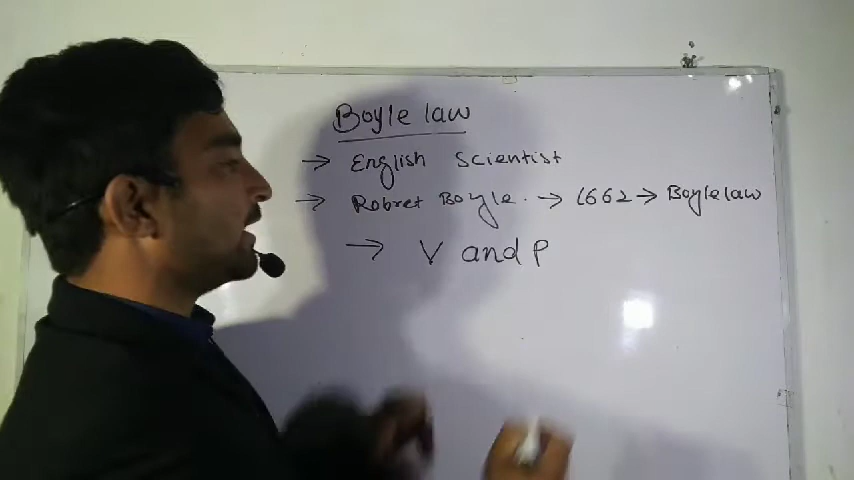 Boyle law
→ English Scientist
→ Robret Boyle. → 1662 → Boyle law
→ V and P